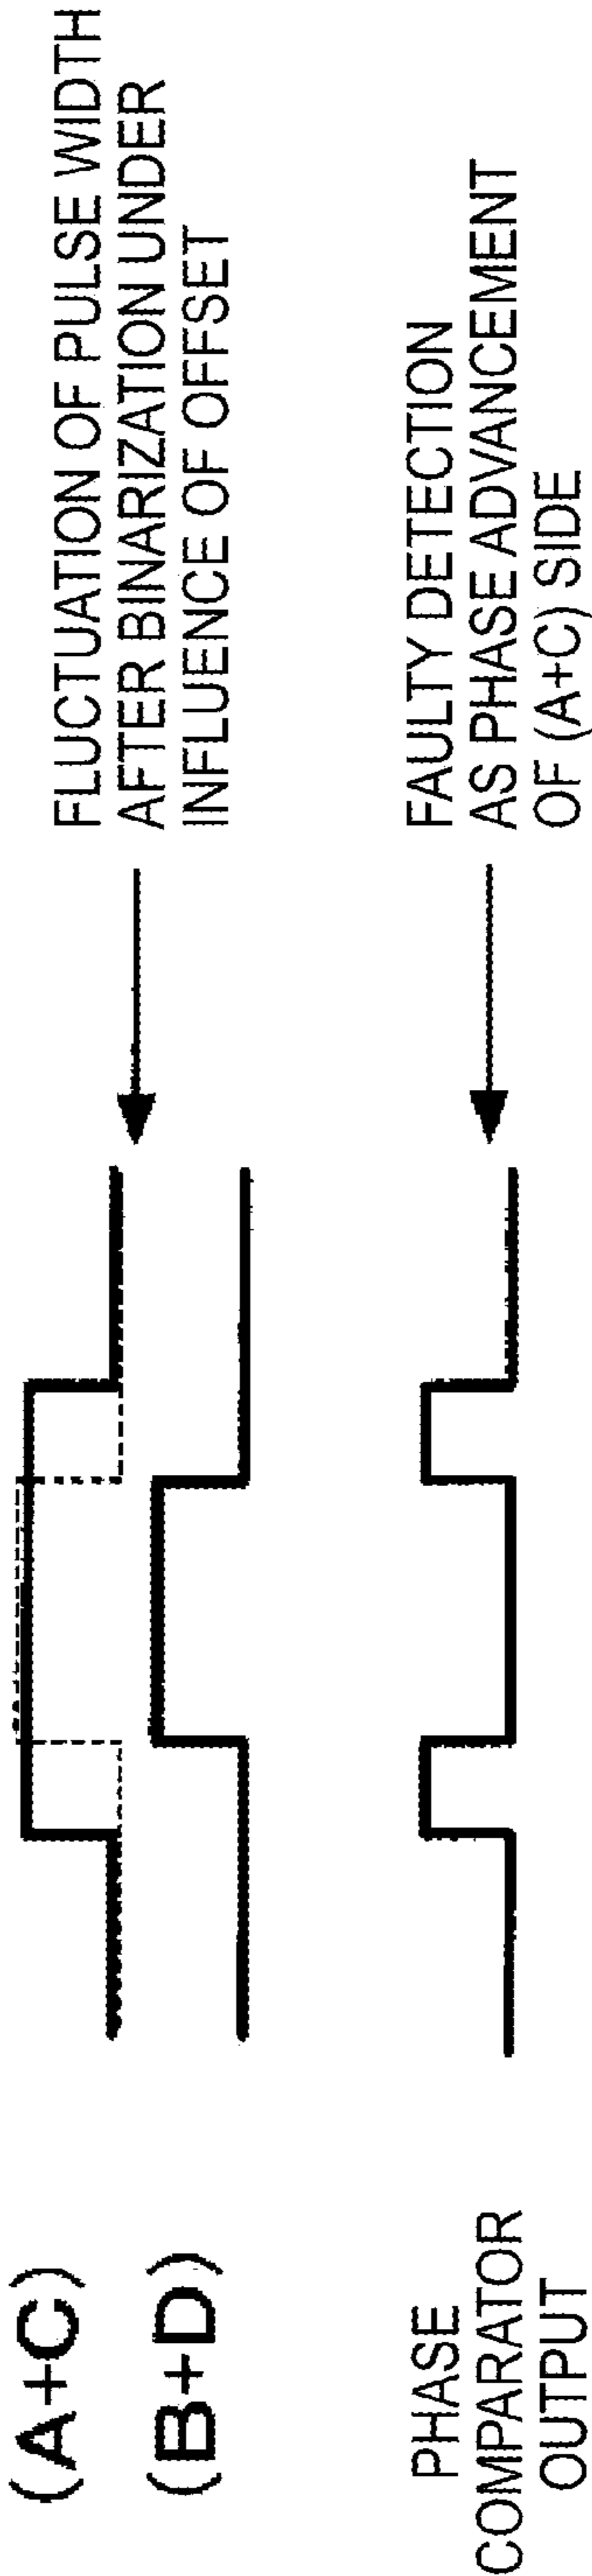 (A+C)
(B+D)
FLUCTUATION OF PULSE WIDTH
AFTER BINARIZATION UNDER
INFLUENCE OF OFFSET
PHASE
COMPARATOR
OUTPUT
FAULTY DETECTION
AS PHASE ADVANCEMENT
OF (A+C) SIDE